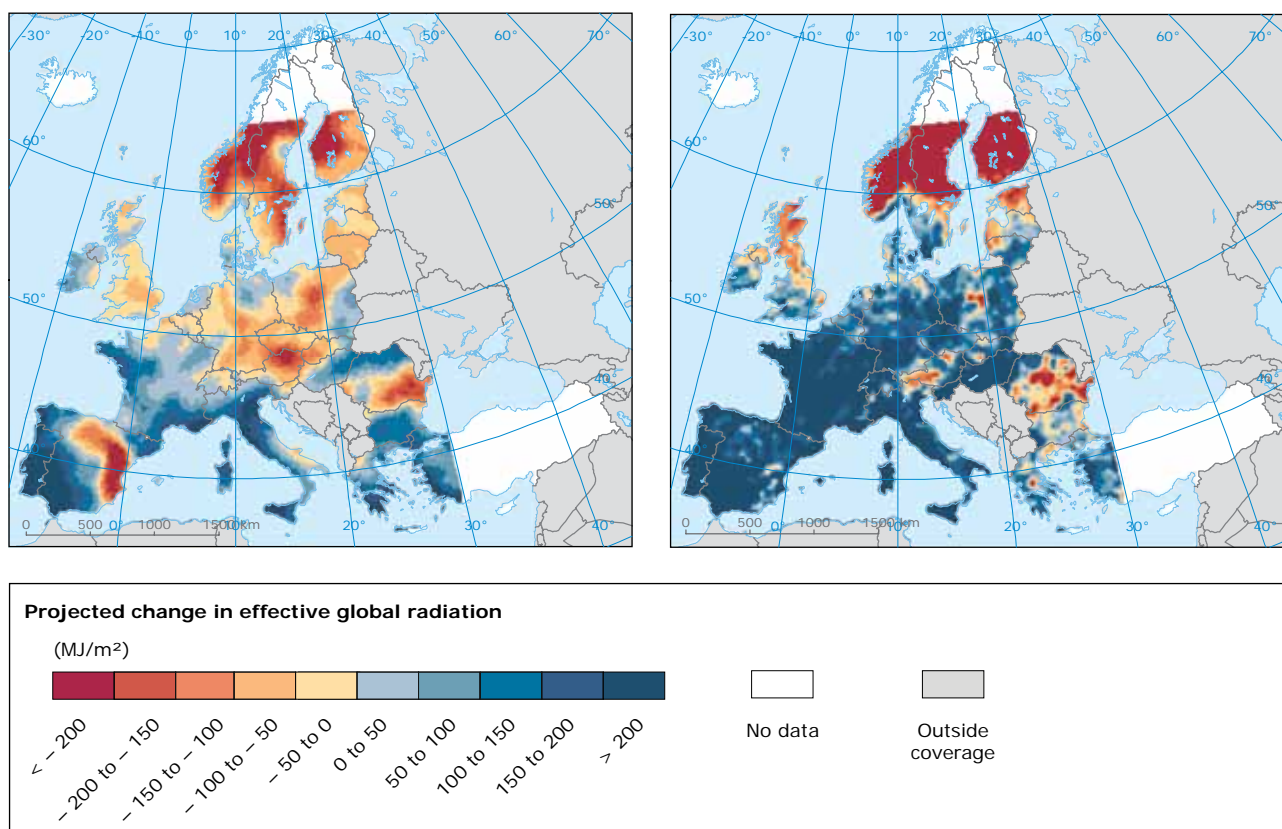 -30° -20° -10° 0° 10° 20° 30° 40° 50° 60° 70°
60°
50°
50°
40°
40°
0 500 1000 1500 km
0° 10° 20° 30° 40°
-30° -20° -10° 0° 10° 20° 30° 40° 50° 60° 70°
60°
50°
50°
40°
40°
0 500 1000 1500 km
0° 10° 20° 30° 40°
Projected change in effective global radiation
(MJ/m²)
< − 200
− 200 to − 150
− 150 to − 100
− 100 to − 50
− 50 to 0
0 to 50
50 to 100
100 to 150
150 to 200
> 200
No data
Outside
coverage